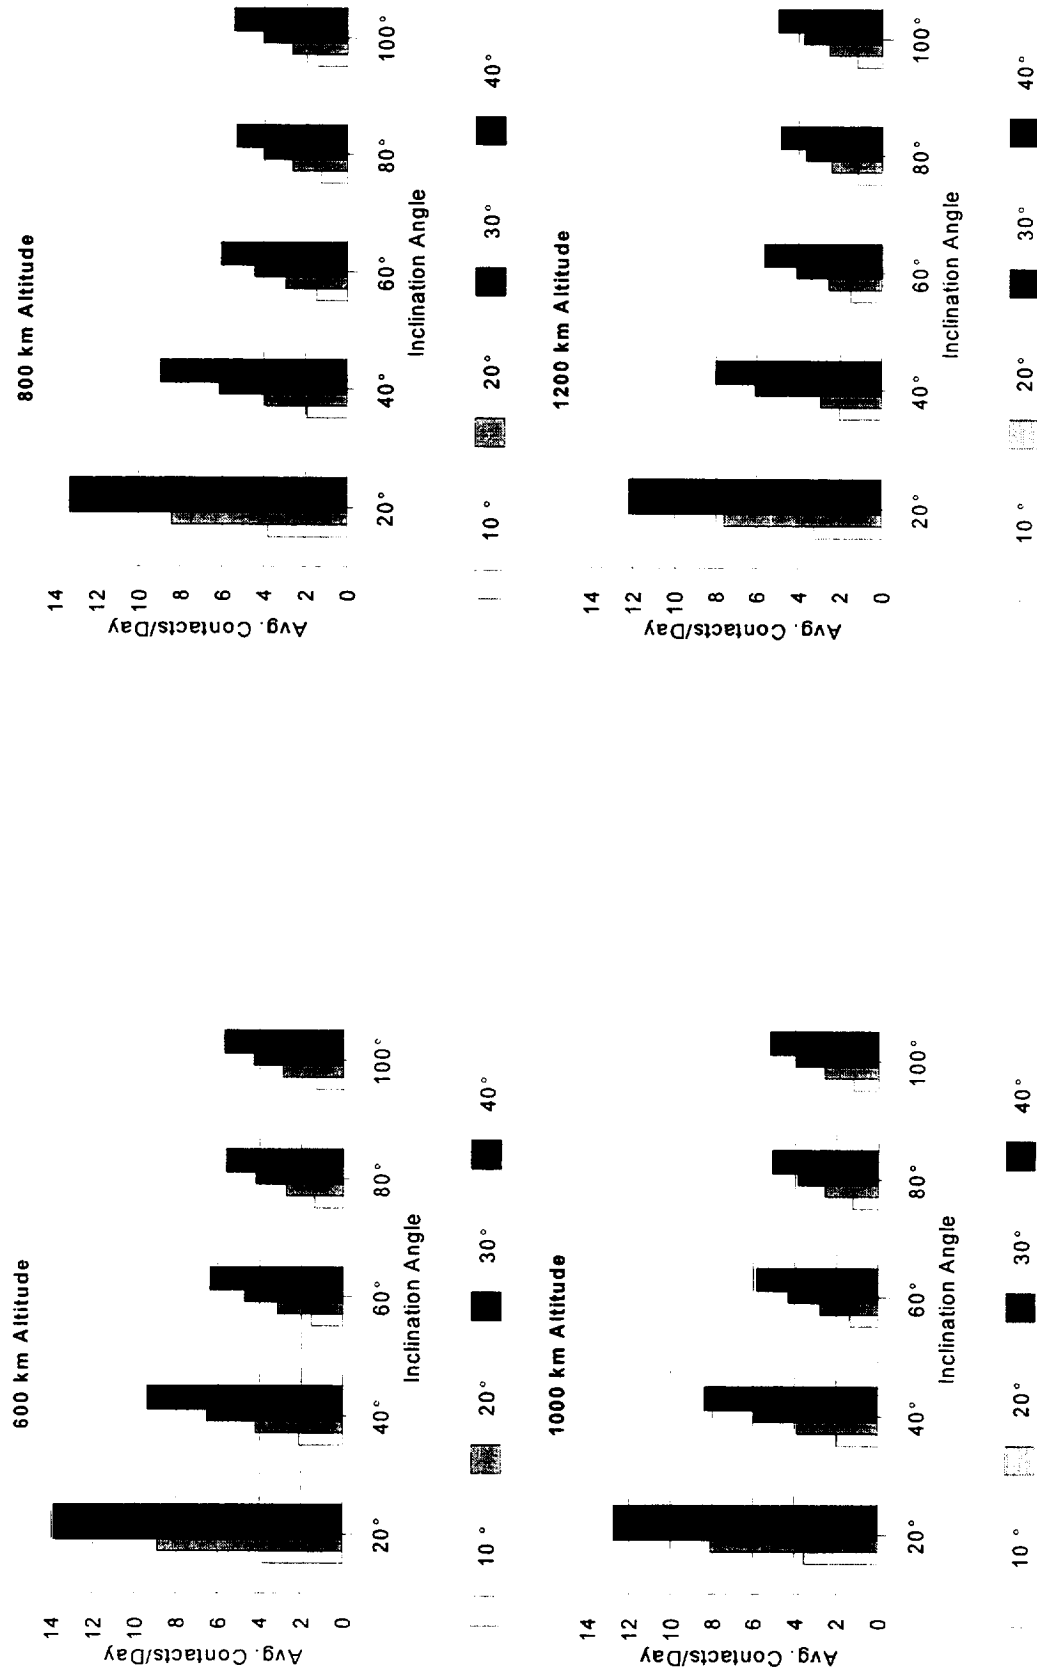 600 km Altitude
14
12
10
8
6
4
2
0
Avg. Contacts/Day
20° 40° 60° 80° 100°
Inclination Angle
10° 20° 30° 40°
800 km Altitude
14
12
10
8
6
4
2
0
Avg. Contacts/Day
20° 40° 60° 80° 100°
Inclination Angle
10° 20° 30° 40°
1000 km Altitude
14
12
10
8
6
4
2
0
Avg. Contacts/Day
20° 40° 60° 80° 100°
Inclination Angle
10° 20° 30° 40°
1200 km Altitude
14
12
10
8
6
4
2
0
Avg. Contacts/Day
20° 40° 60° 80° 100°
Inclination Angle
10° 20° 30° 40°